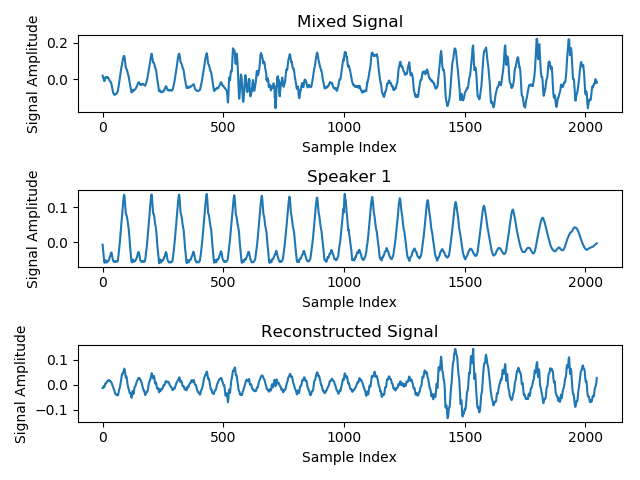 Mixed Signal
Signal Amplitude
0.2
0.0
0 500 1000 1500 2000
Sample Index
Speaker 1
Signal Amplitude
0.1
0.0
0 500 1000 1500 2000
Sample Index
Reconstructed Signal
Signal Amplitude
0.1
0.0
−0.1
0 500 1000 1500 2000
Sample Index